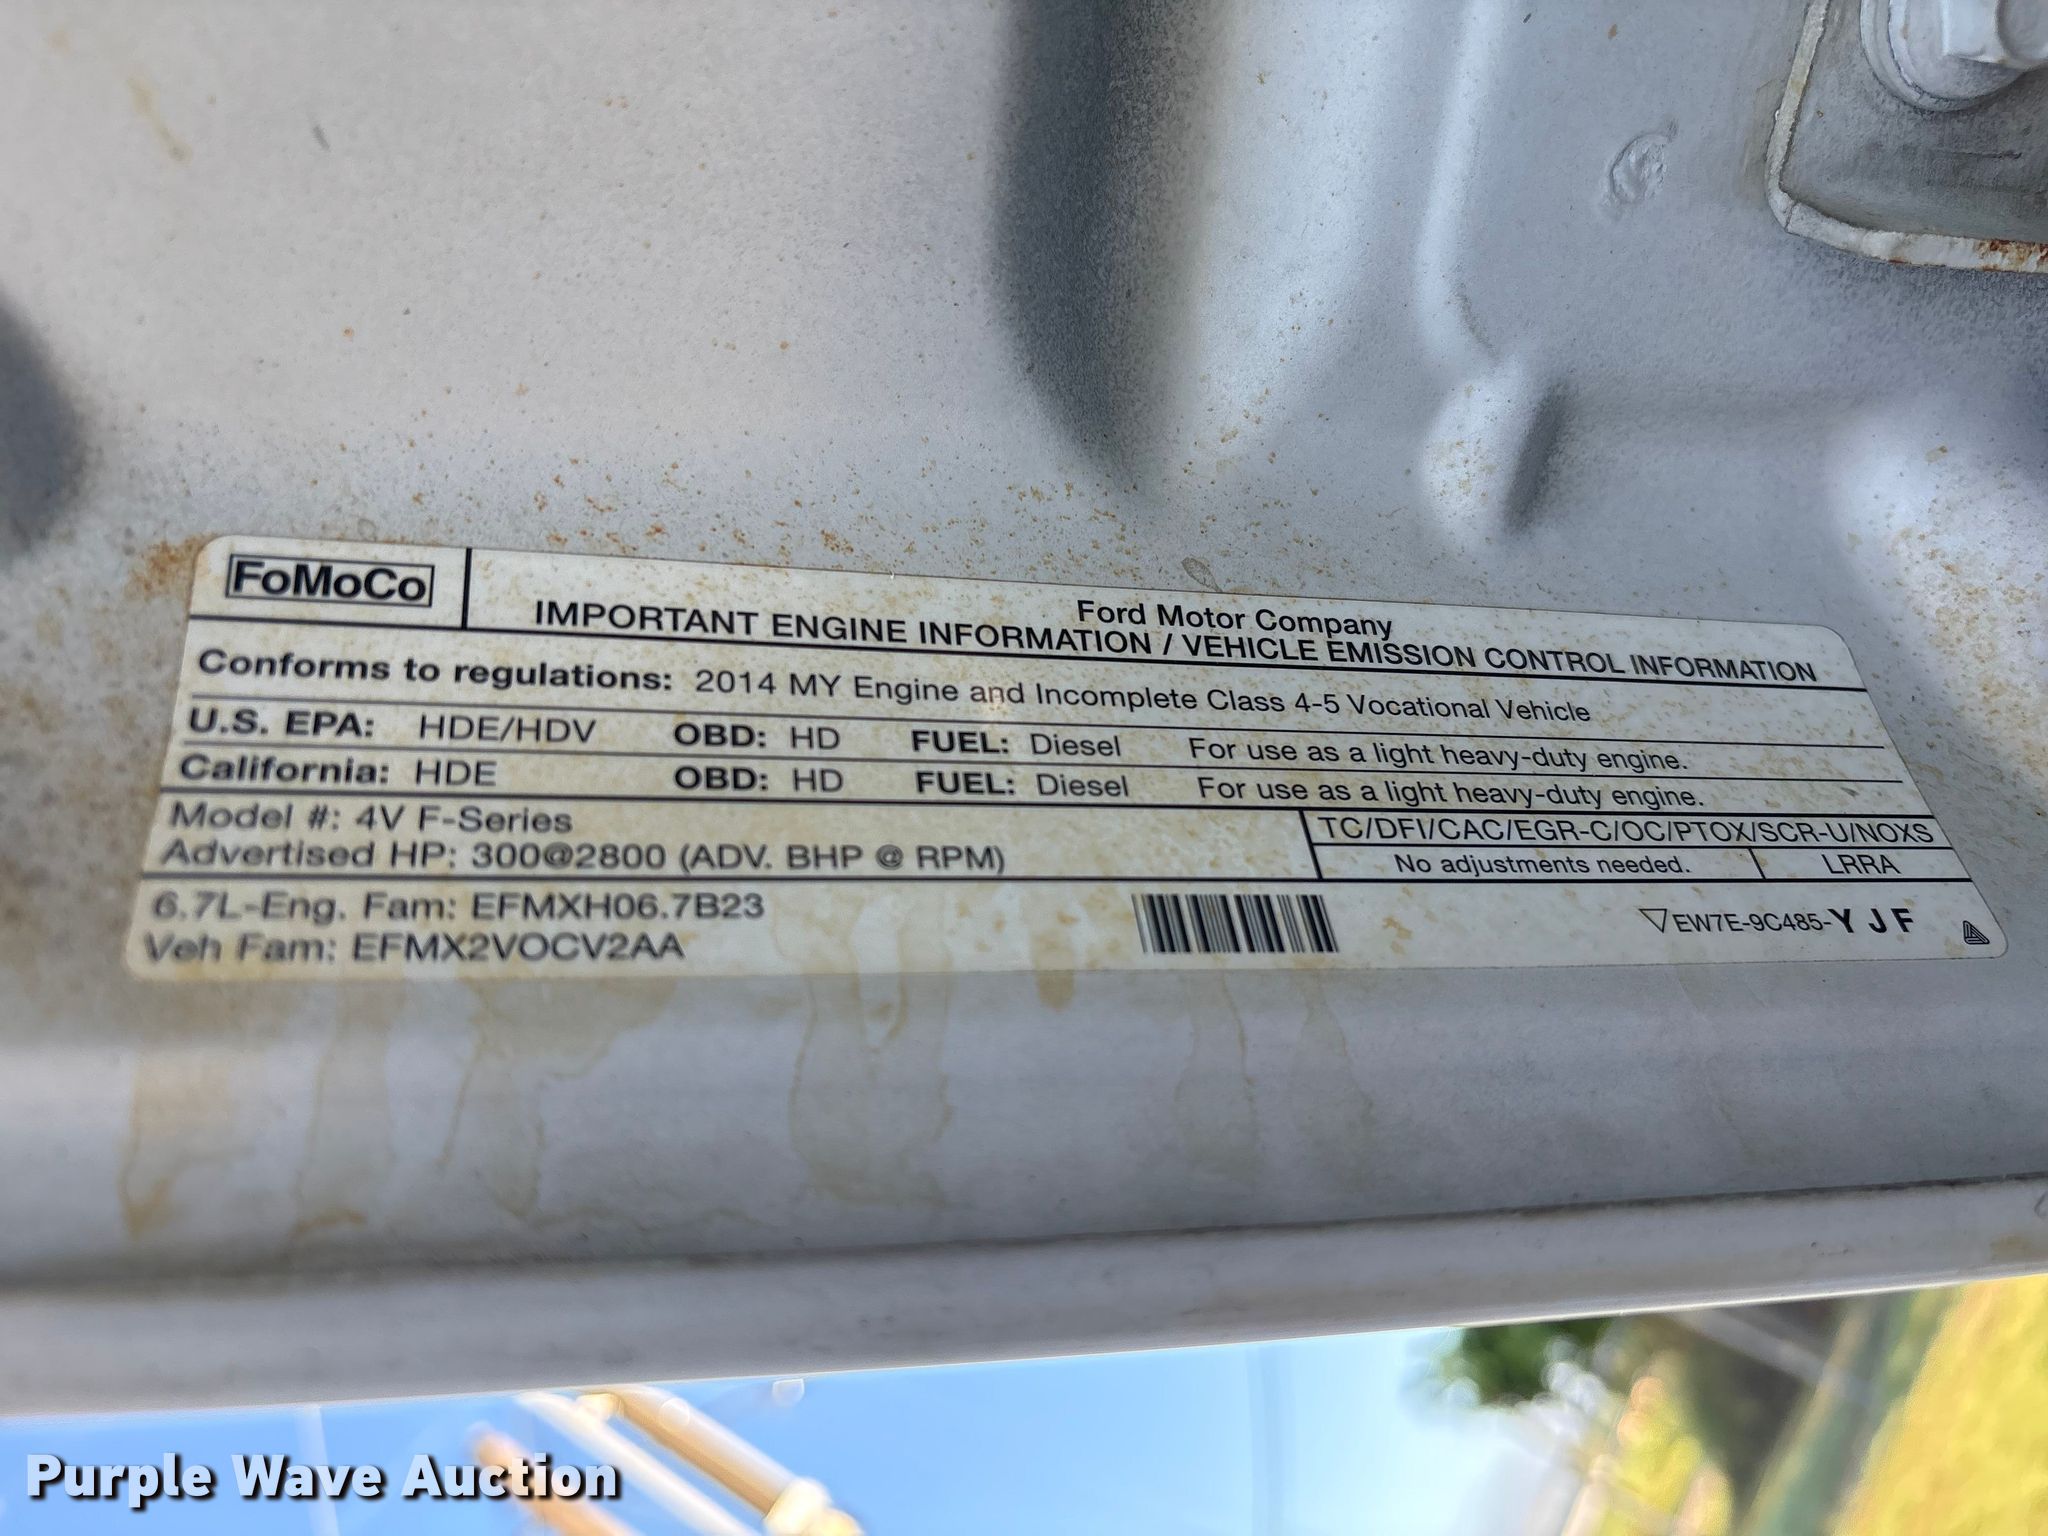 FoMoCo
Ford Motor Company
IMPORTANT ENGINE INFORMATION / VEHICLE EMISSION CONTROL INFORMATION
Conforms to regulations: 2014 MY Engine and Incomplete Class 4-5 Vocational Vehicle
U.S. EPA: HDE/HDV OBD: HD FUEL: Diesel For use as a light heavy-duty engine.
California: HDE OBD: HD FUEL: Diesel For use as a light heavy-duty engine.
Model #: 4V F-Series
Advertised HP: 300@2800 (ADV. BHP @ RPM)
TC/DFI/CAC/EGR-C/OC/PTOX/SCR-U/NOXS
No adjustments needed. LRRA
6.7L-Eng. Fam: EFMXH06.7B23
Veh Fam: EFMX2VOCV2AA
EW7E-9C485-Y J F
Purple Wave Auction